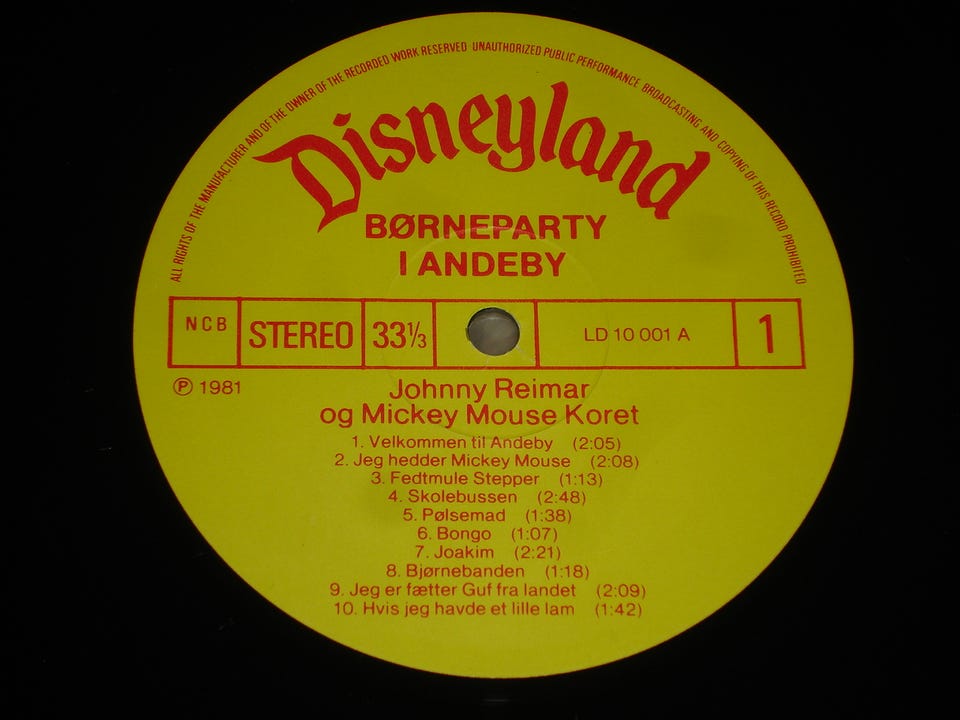 ALL RIGHTS OF THE MANUFACTURER AND OF THE OWNER OF THE RECORDED WORK RESERVED UNAUTHORIZED PUBLIC PERFORMANCE BROADCASTING AND COPYING OF THIS RECORD PROHIBITED
Disneyland
BØRNEPARTY
I ANDEBY
NCB STEREO 33⅓ LD 10 001 A 1
Ⓟ 1981
Johnny Reimar
og Mickey Mouse Koret
1. Velkommen til Andeby (2:05)
2. Jeg hedder Mickey Mouse (2:08)
3. Fedtmule Stepper (1:13)
4. Skolebussen (2:48)
5. Pølsemad (1:38)
6. Bongo (1:07)
7. Joakim (2:21)
8. Bjørnebanden (1:18)
9. Jeg er fætter Guf fra landet (2:09)
10. Hvis jeg havde et lille lam (1:42)